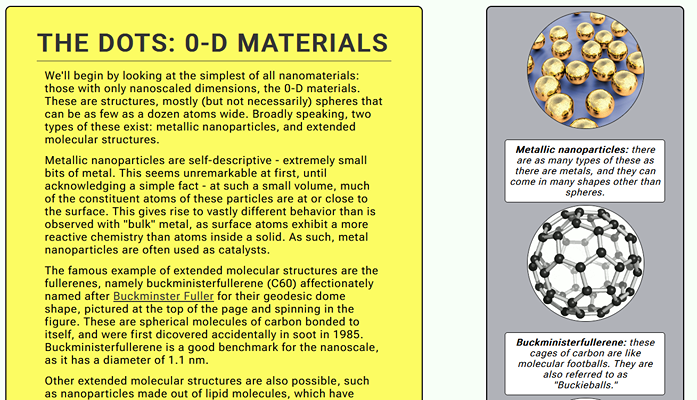 THE DOTS: 0-D MATERIALS
We'll begin by looking at the simplest of all nanomaterials:
those with only nanoscaled dimensions, the 0-D materials.
These are structures, mostly (but not necessarily) spheres that
can be as few as a dozen atoms wide. Broadly speaking, two
types of these exist: metallic nanoparticles, and extended
molecular structures.
Metallic nanoparticles are self-descriptive - extremely small
bits of metal. This seems unremarkable at first, until
acknowledging a simple fact - at such a small volume, much
of the constituent atoms of these particles are at or close to
the surface. This gives rise to vastly different behavior than is
observed with "bulk" metal, as surface atoms exhibit a more
reactive chemistry than atoms inside a solid. As such, metal
nanoparticles are often used as catalysts.
The famous example of extended molecular structures are the
fullerenes, namely buckministerfullerene (C60) affectionately
named after Buckminster Fuller for their geodesic dome
shape, pictured at the top of the page and spinning in the
figure. These are spherical molecules of carbon bonded to
itself, and were first dicovered accidentally in soot in 1985.
Buckministerfullerene is a good benchmark for the nanoscale,
as it has a diameter of 1.1 nm.
Other extended molecular structures are also possible, such
as nanoparticles made out of lipid molecules, which have
Metallic nanoparticles: there
are as many types of these as
there are metals, and they can
come in many shapes other than
spheres.
Buckministerfullerene: these
cages of carbon are like
molecular footballs. They are
also referred to as
"Buckieballs."